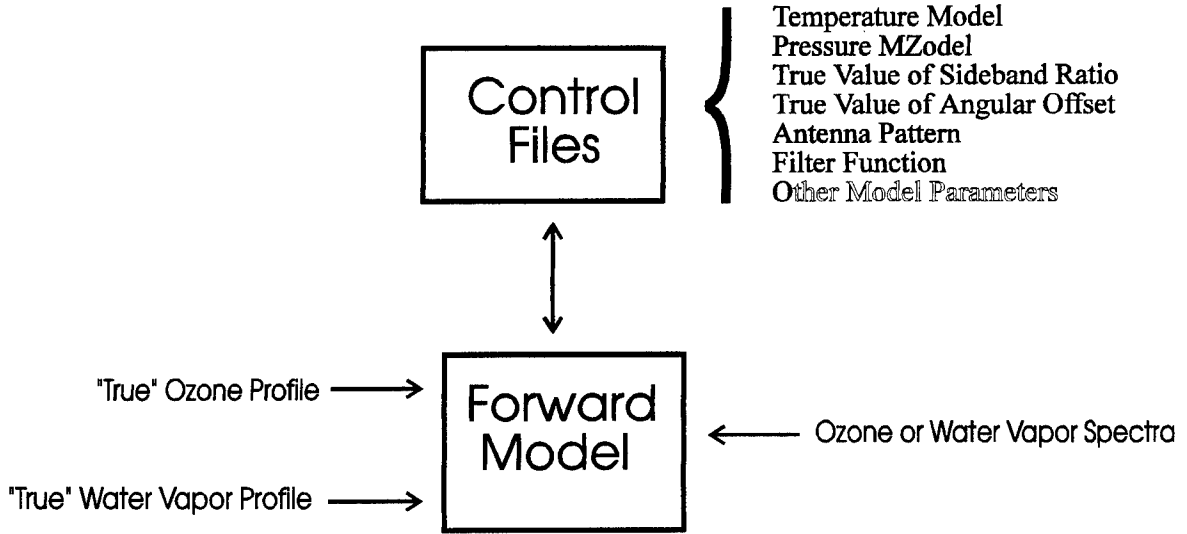 Temperature Model
Pressure MZodel
True Value of Sideband Ratio
True Value of Angular Offset
Antenna Pattern
Filter Function
Other Model Parameters
Control
Files
"True" Ozone Profile
Forward
Model
Ozone or Water Vapor Spectra
"True" Water Vapor Profile